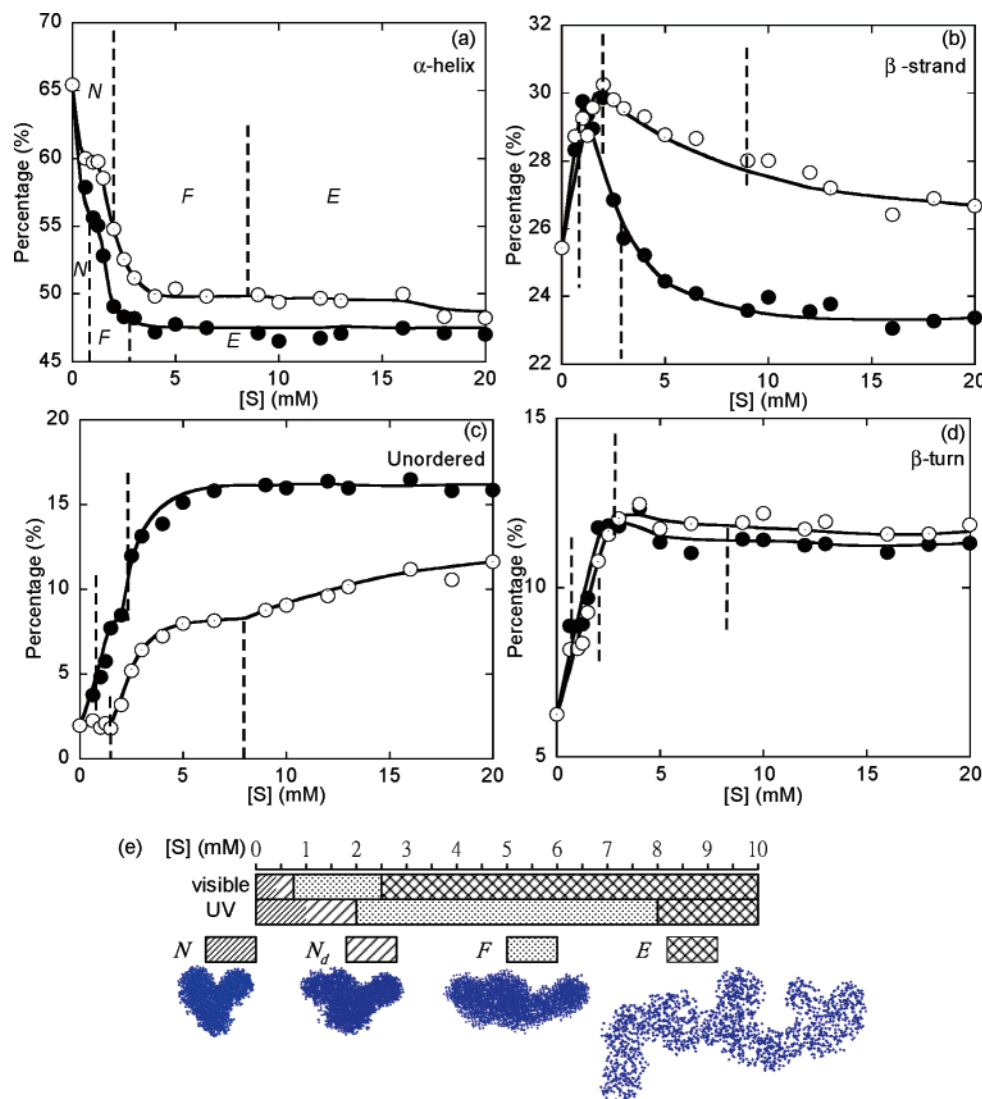 (a)
α-helix
Percentage (%)
70
65
60
55
50
45
N
F
E
N
F
E
0 5 10 15 20
[S] (mM)
(b)
β -strand
Percentage (%)
32
30
28
26
24
22
0 5 10 15 20
[S] (mM)
(c)
Unordered
Percentage (%)
20
15
10
5
0
0 5 10 15 20
[S] (mM)
(d)
β-turn
Percentage (%)
15
10
5
0 5 10 15 20
[S] (mM)
(e) [S] (mM) 0 1 2 3 4 5 6 7 8 9 10
visible
UV
N Nd F E